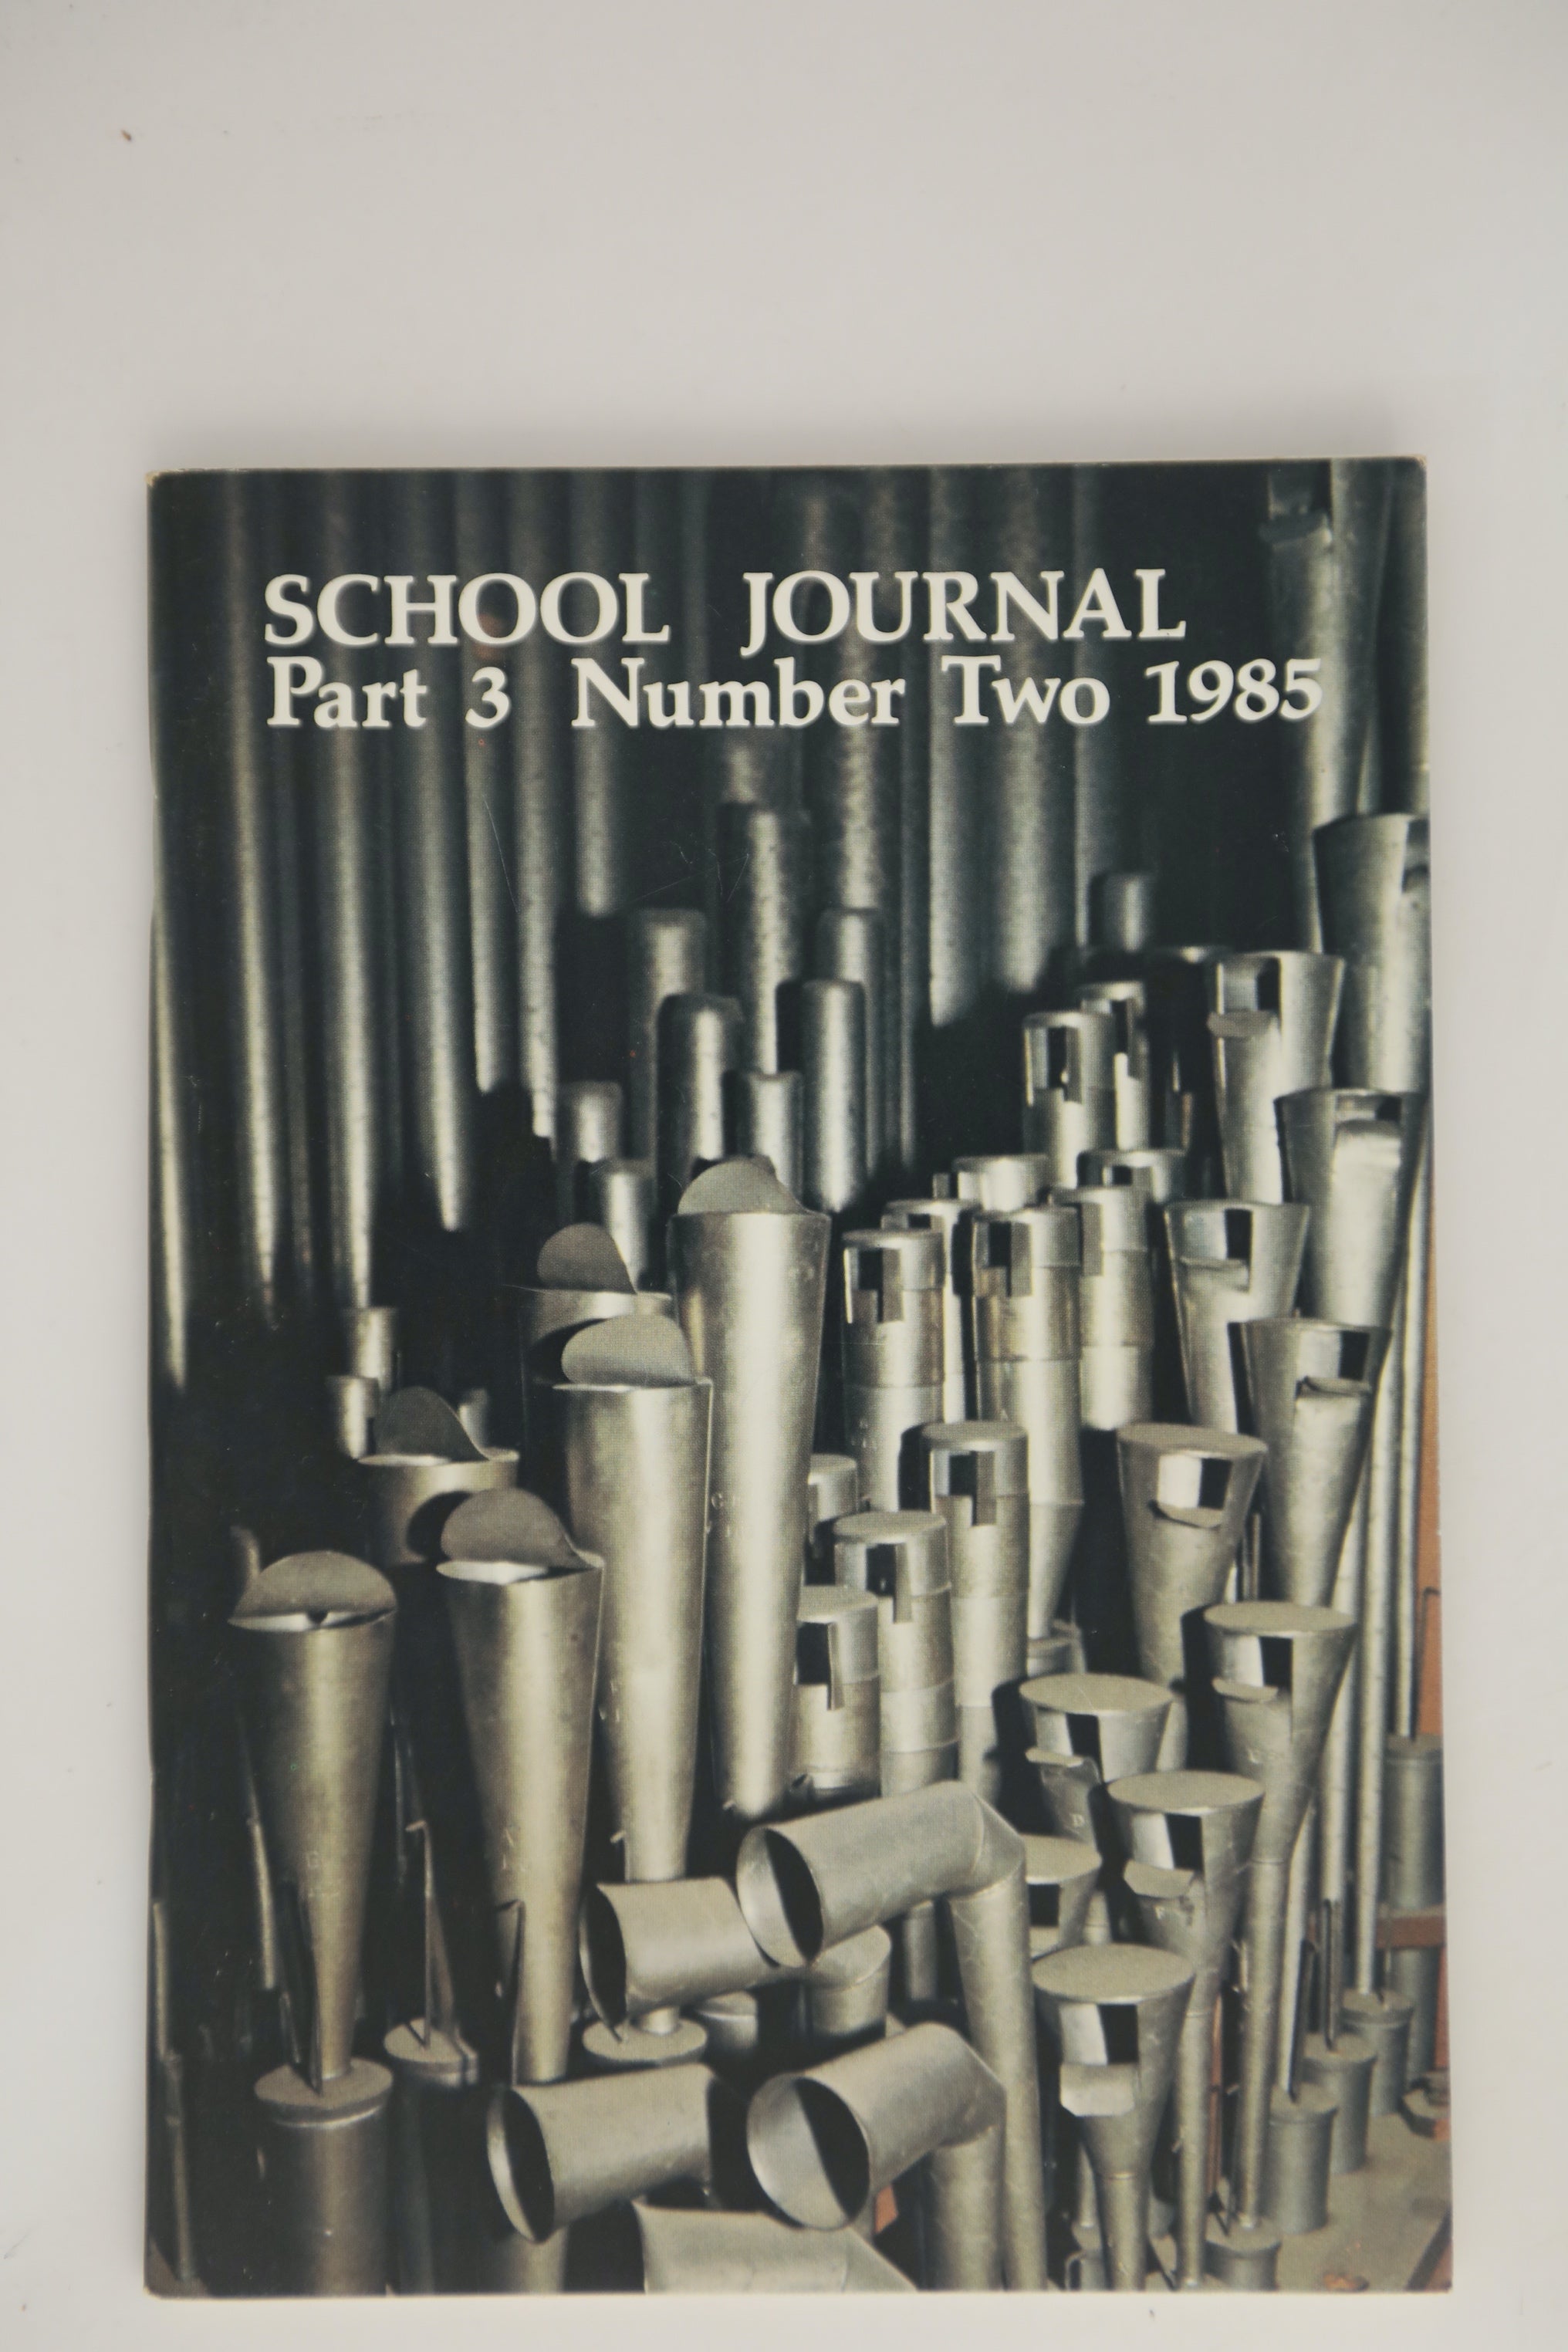 SCHOOL JOURNAL
Part 3 Number Two 1985